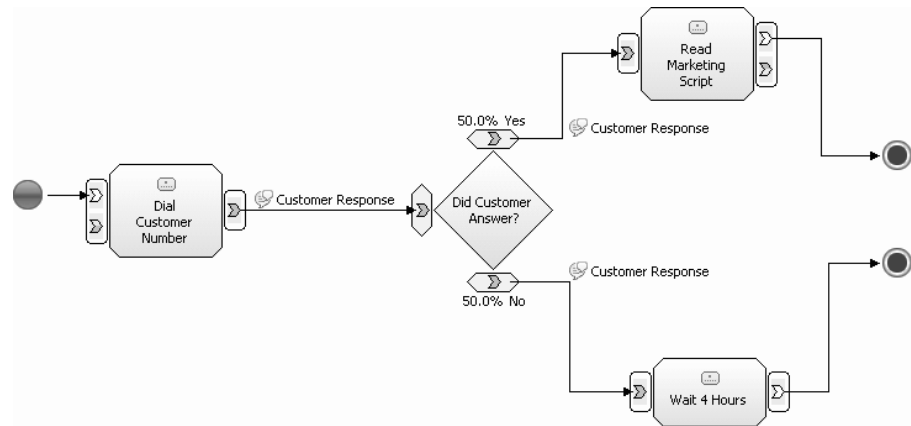 Read
Marketing
Script
50.0% Yes
Customer Response
Dial
Customer
Number
Customer Response
Did Customer
Answer?
Customer Response
50.0% No
Wait 4 Hours